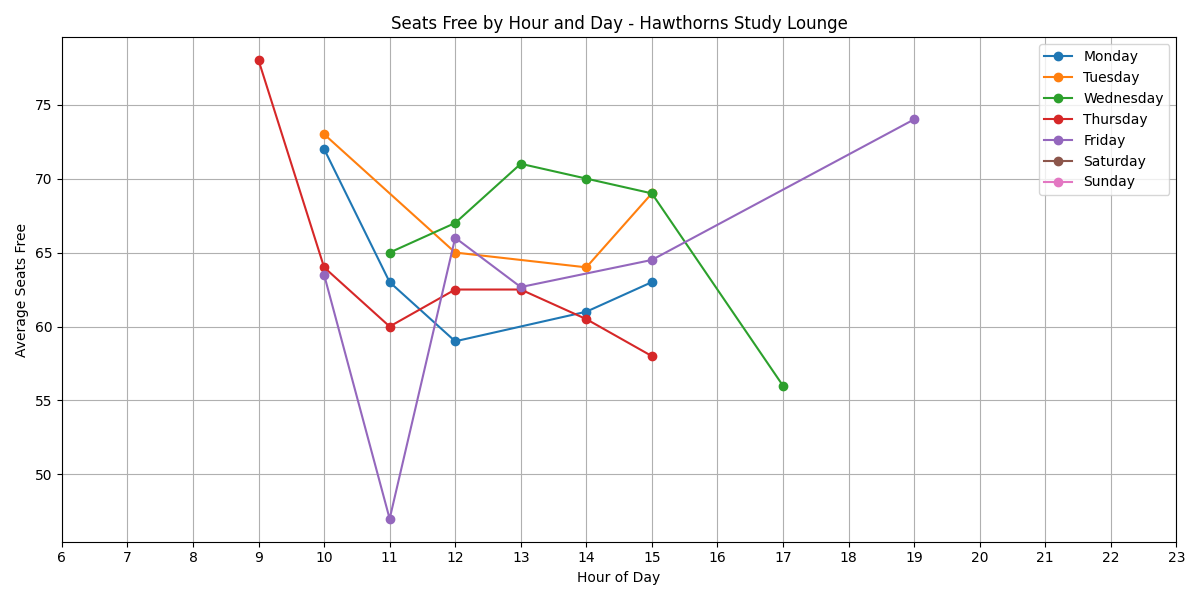 Seats Free by Hour and Day - Hawthorns Study Lounge
Average Seats Free
75
70
65
60
55
50
6 7 8 9 10 11 12 13 14 15 16 17 18 19 20 21 22 23
Hour of Day
Monday
Tuesday
Wednesday
Thursday
Friday
Saturday
Sunday